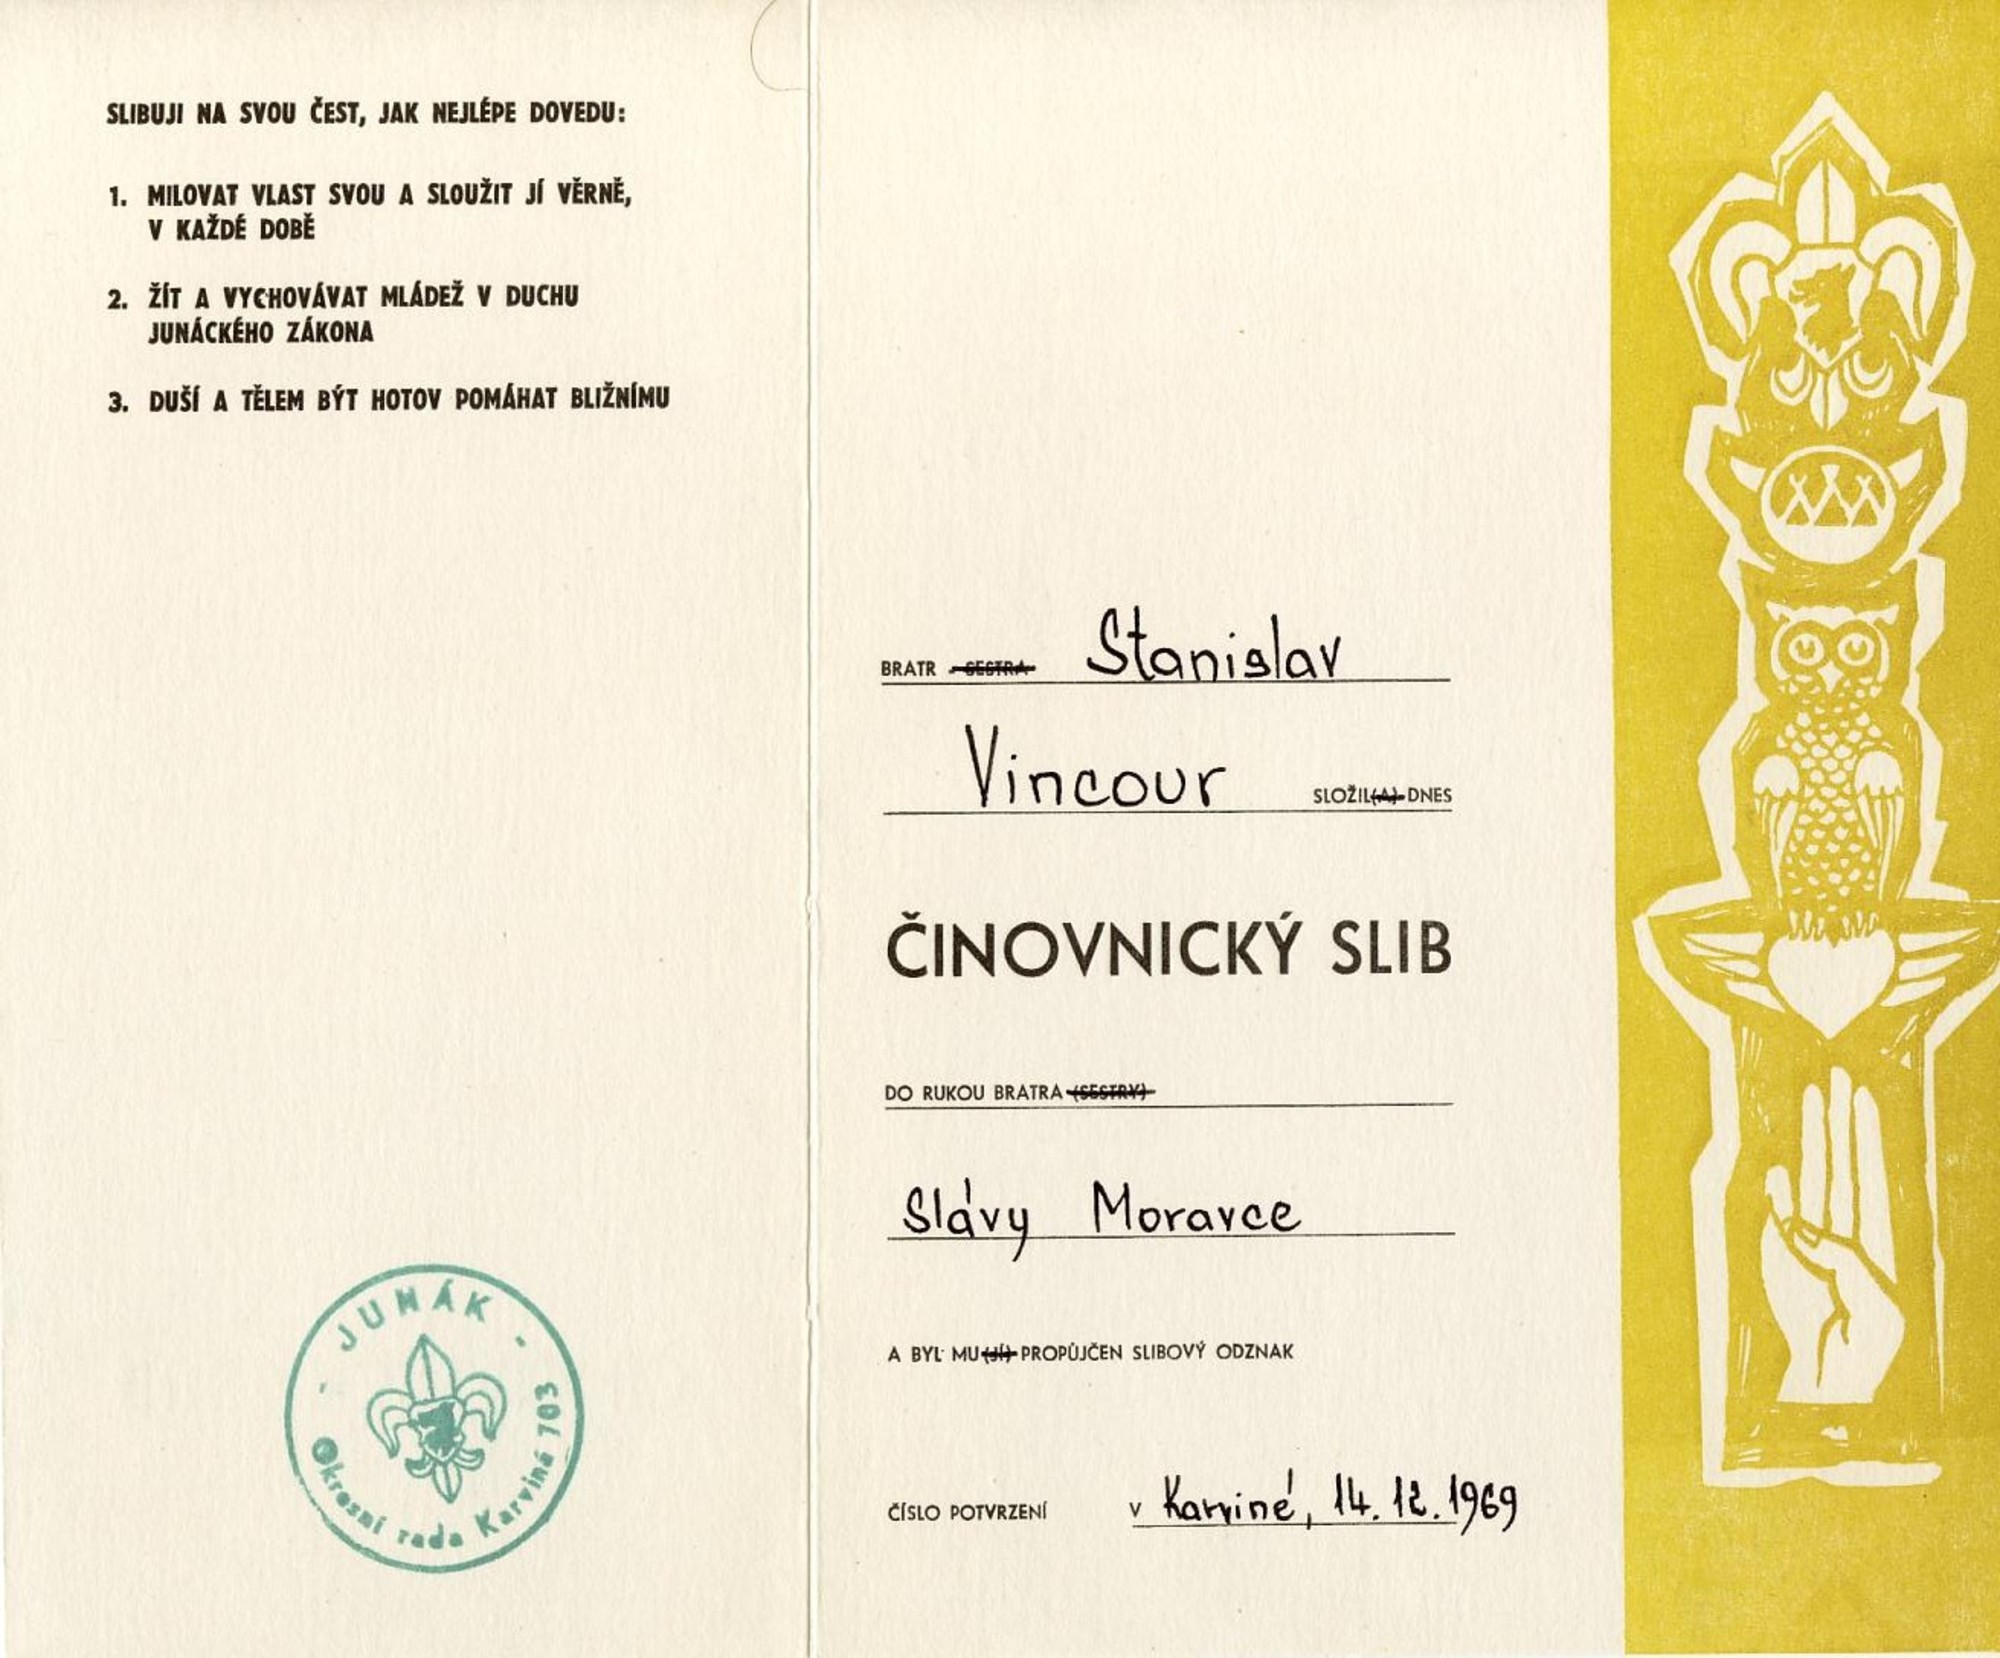 SLIBUJI NA SVOU ČEST, JAK NEJLÉPE DOVEDU:
1. MILOVAT VLAST SVOU A SLOUŽIT JÍ VĚRNĚ,
V KAŽDÉ DOBĚ
2. ŽÍT A VYCHOVÁVAT MLÁDEŽ V DUCHU
JUNÁCKÉHO ZÁKONA
3. DUŠÍ A TĚLEM BÝT HOTOV POMÁHAT BLIŽNÍMU
- JUNÁK -
Okresní rada Karviná 703
BRATR - SESTRA Stanislav
Vincour SLOŽIL(A) DNES
ČINOVNICKÝ SLIB
DO RUKOU BRATRA (SESTRY)
Slávy Moravce
A BYL MU (JÍ) PROPŮJČEN SLIBOVÝ ODZNAK
ČÍSLO POTVRZENÍ V Karviné, 14. 12. 1969